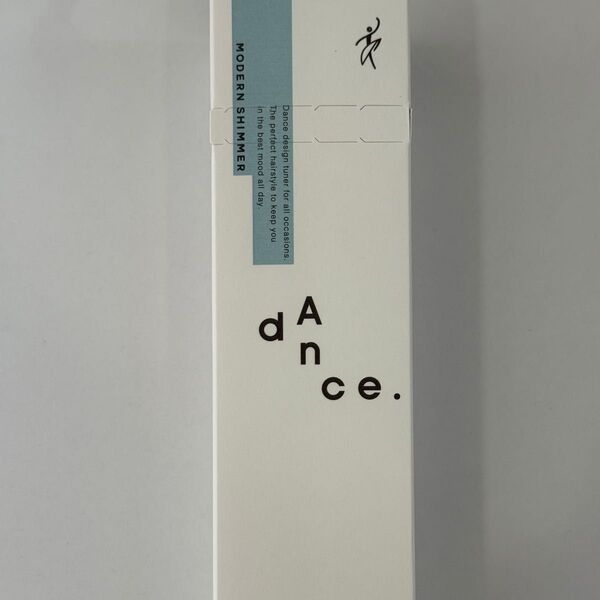 MODERN SHIMMER
Dance design tuner for all occasions.
The perfect hairstyle to keep you
in the best mood all day.
dAnce.